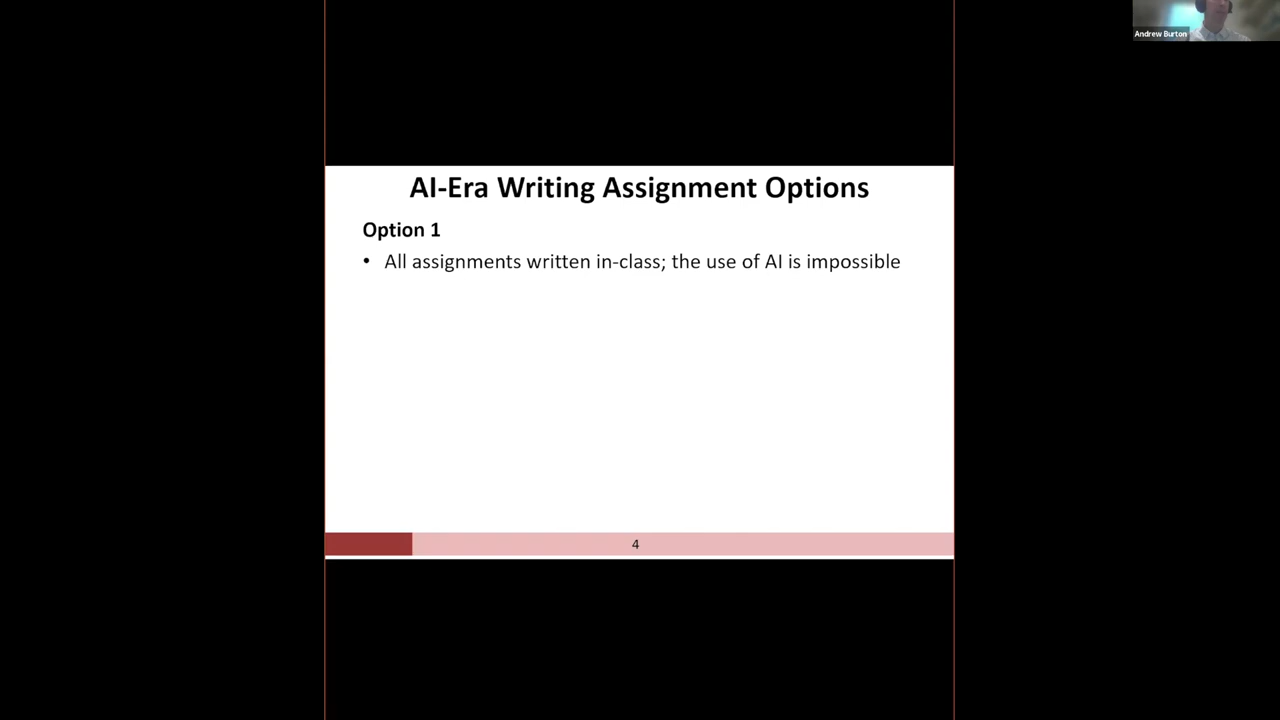 Andrew Burton
AI-Era Writing Assignment Options
Option 1
• All assignments written in-class; the use of AI is impossible
4